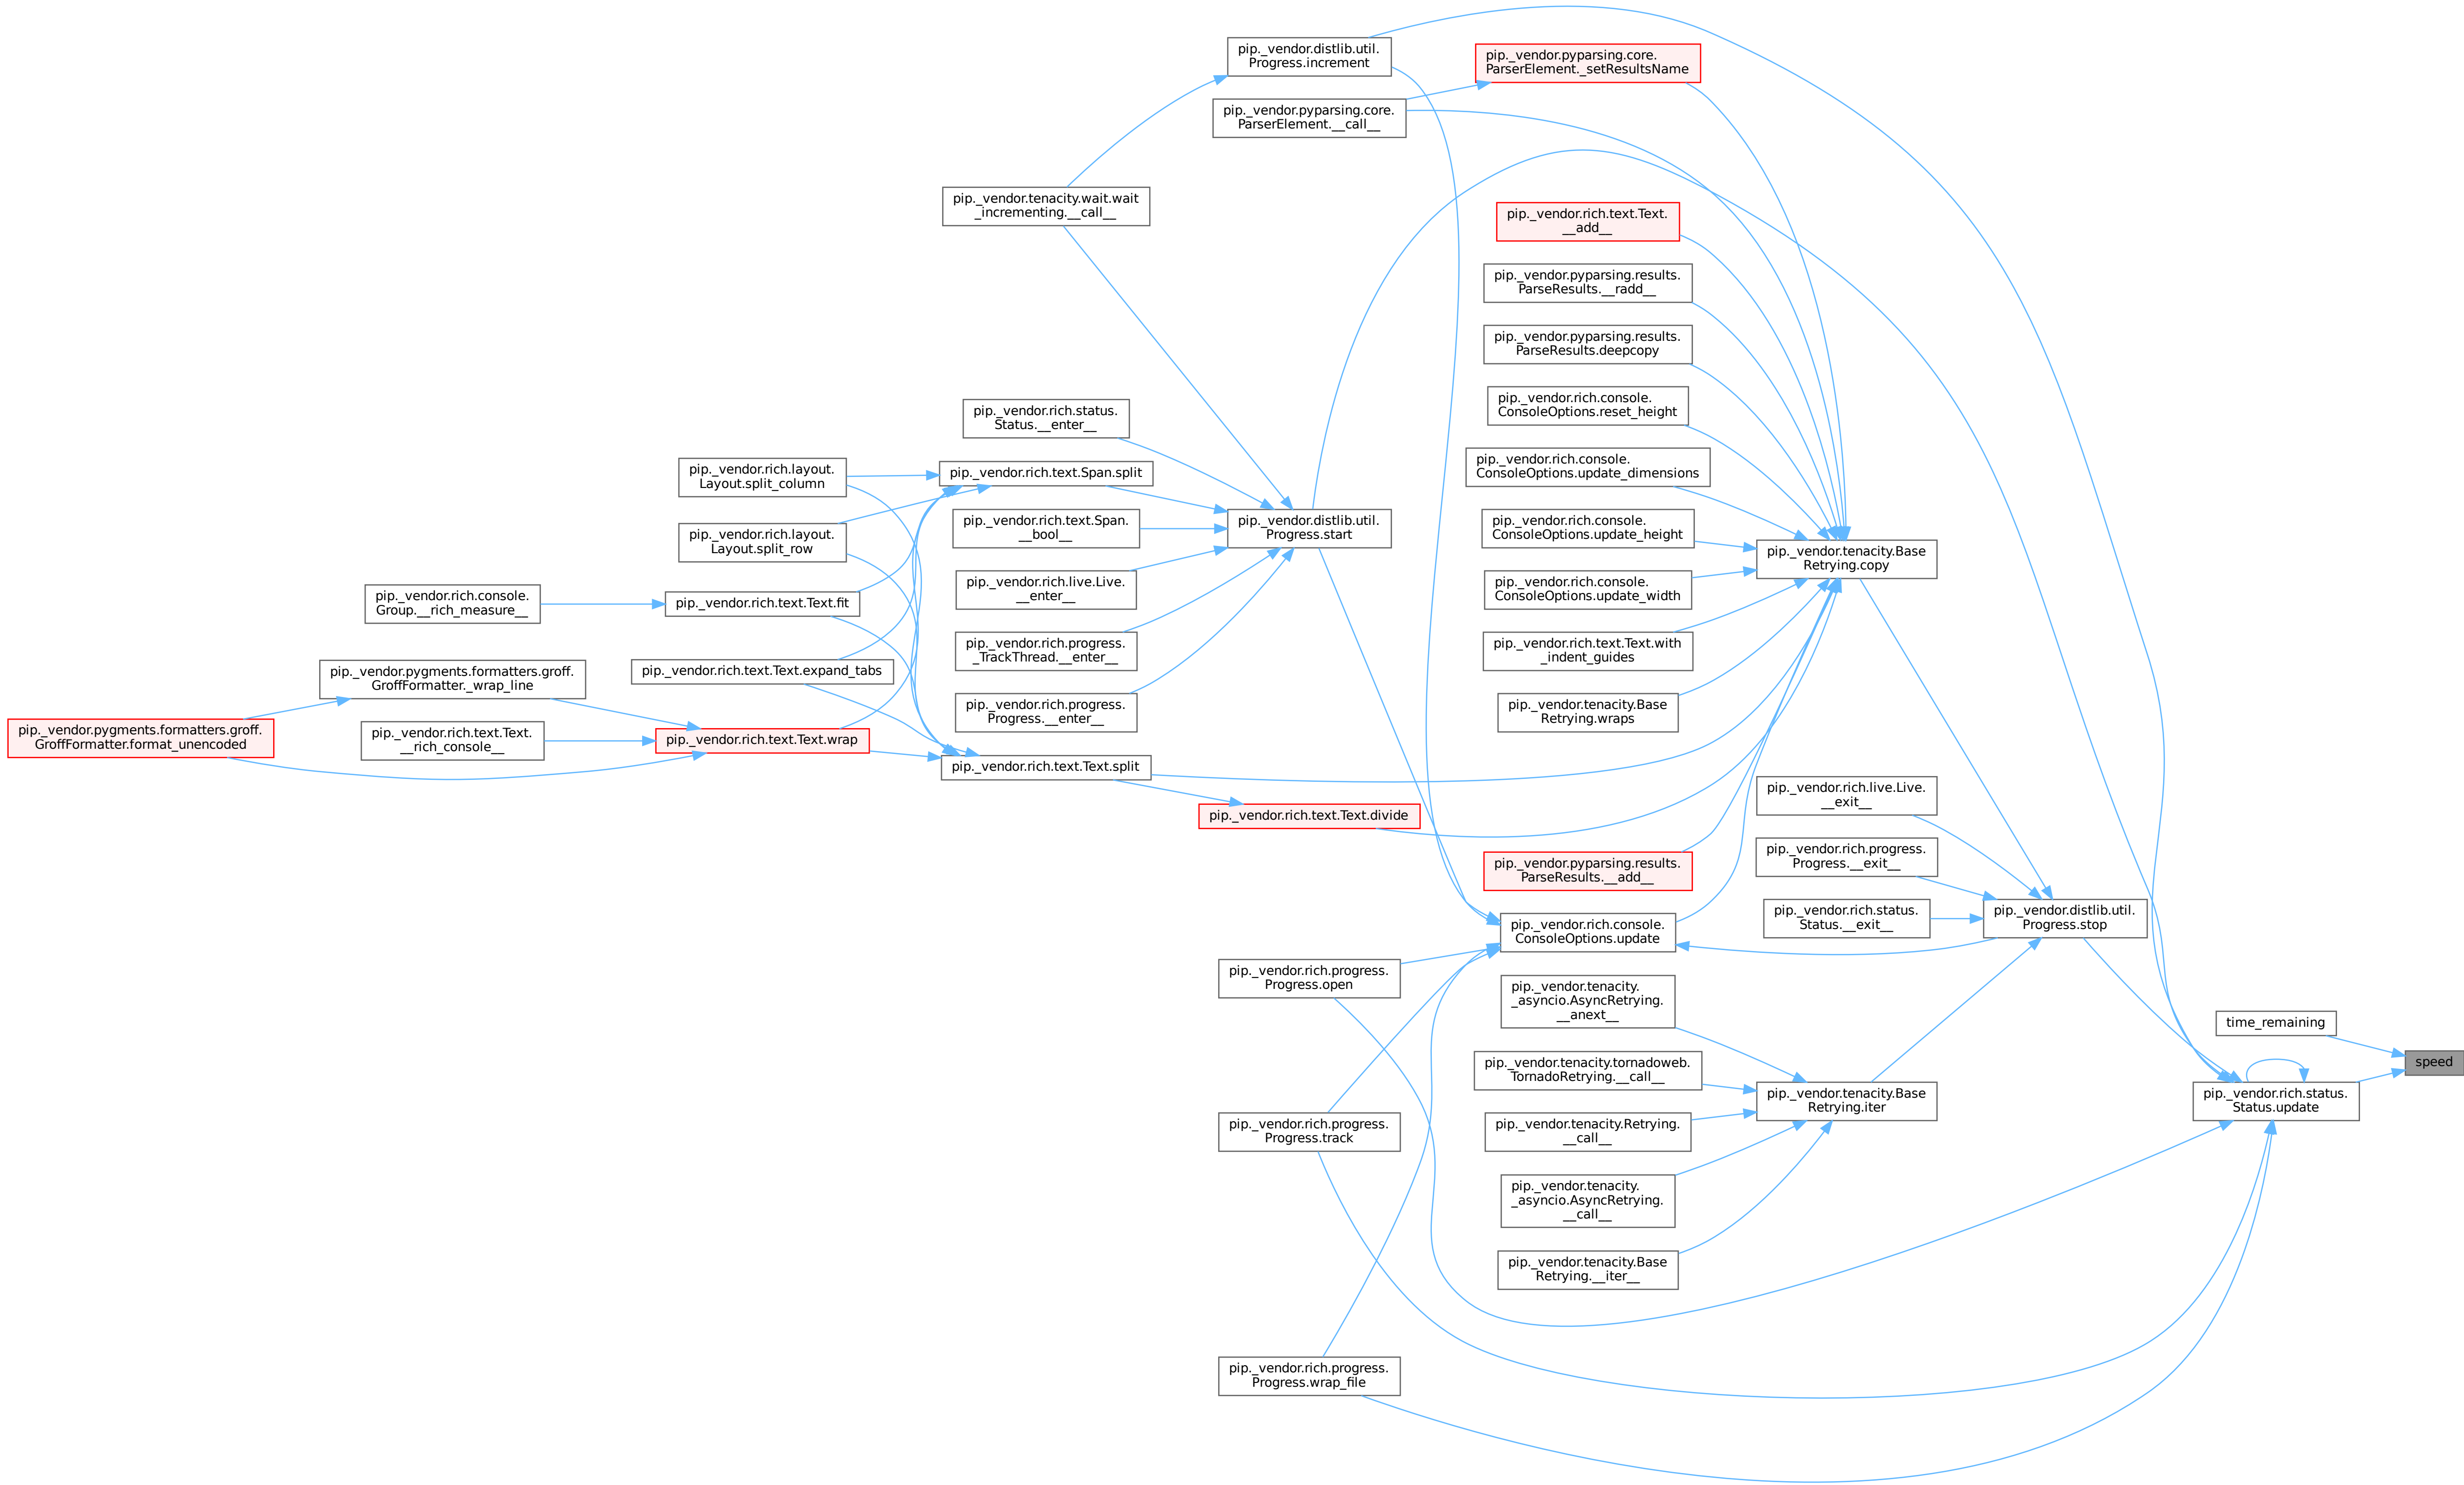 pip._vendor.distlib.util.
Progress.increment
pip._vendor.pyparsing.core.
ParserElement._setResultsName
pip._vendor.pyparsing.core.
ParserElement.__call__
pip._vendor.tenacity.wait.wait
_incrementing.__call__
pip._vendor.rich.text.Text.
__add__
pip._vendor.pyparsing.results.
ParseResults.__radd__
pip._vendor.pyparsing.results.
ParseResults.deepcopy
pip._vendor.rich.console.
ConsoleOptions.reset_height
pip._vendor.rich.status.
Status.__enter__
pip._vendor.rich.console.
ConsoleOptions.update_dimensions
pip._vendor.rich.layout.
Layout.split_column
pip._vendor.rich.text.Span.split
pip._vendor.rich.text.Span.
__bool__
pip._vendor.distlib.util.
Progress.start
pip._vendor.rich.console.
ConsoleOptions.update_height
pip._vendor.rich.layout.
Layout.split_row
pip._vendor.tenacity.Base
Retrying.copy
pip._vendor.rich.live.Live.
__enter__
pip._vendor.rich.console.
ConsoleOptions.update_width
pip._vendor.rich.console.
Group.__rich_measure__
pip._vendor.rich.text.Text.fit
pip._vendor.rich.progress.
_TrackThread.__enter__
pip._vendor.rich.text.Text.with
_indent_guides
pip._vendor.pygments.formatters.groff.
GroffFormatter._wrap_line
pip._vendor.rich.text.Text.expand_tabs
pip._vendor.rich.progress.
Progress.__enter__
pip._vendor.tenacity.Base
Retrying.wraps
pip._vendor.pygments.formatters.groff.
GroffFormatter.format_unencoded
pip._vendor.rich.text.Text.
__rich_console__
pip._vendor.rich.text.Text.wrap
pip._vendor.rich.text.Text.split
pip._vendor.rich.live.Live.
__exit__
pip._vendor.rich.text.Text.divide
pip._vendor.rich.progress.
Progress.__exit__
pip._vendor.pyparsing.results.
ParseResults.__add__
pip._vendor.rich.status.
Status.__exit__
pip._vendor.distlib.util.
Progress.stop
pip._vendor.rich.console.
ConsoleOptions.update
pip._vendor.rich.progress.
Progress.open
pip._vendor.tenacity.
_asyncio.AsyncRetrying.
__anext__
time_remaining
speed
pip._vendor.tenacity.tornadoweb.
TornadoRetrying.__call__
pip._vendor.tenacity.Base
Retrying.iter
pip._vendor.rich.status.
Status.update
pip._vendor.rich.progress.
Progress.track
pip._vendor.tenacity.Retrying.
__call__
pip._vendor.tenacity.
_asyncio.AsyncRetrying.
__call__
pip._vendor.tenacity.Base
Retrying.__iter__
pip._vendor.rich.progress.
Progress.wrap_file